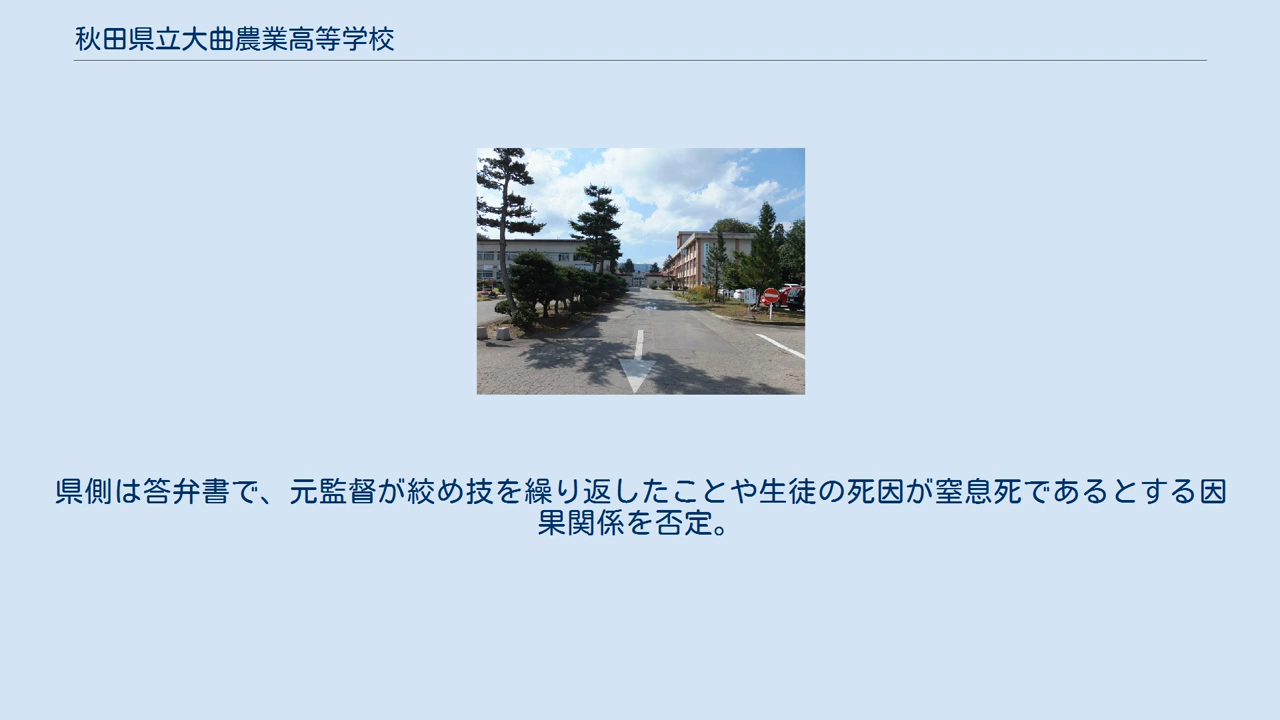 秋田県立大曲農業高等学校
県側は答弁書で、元監督が絞め技を繰り返したことや生徒の死因が窒息死であるとする因
果関係を否定。